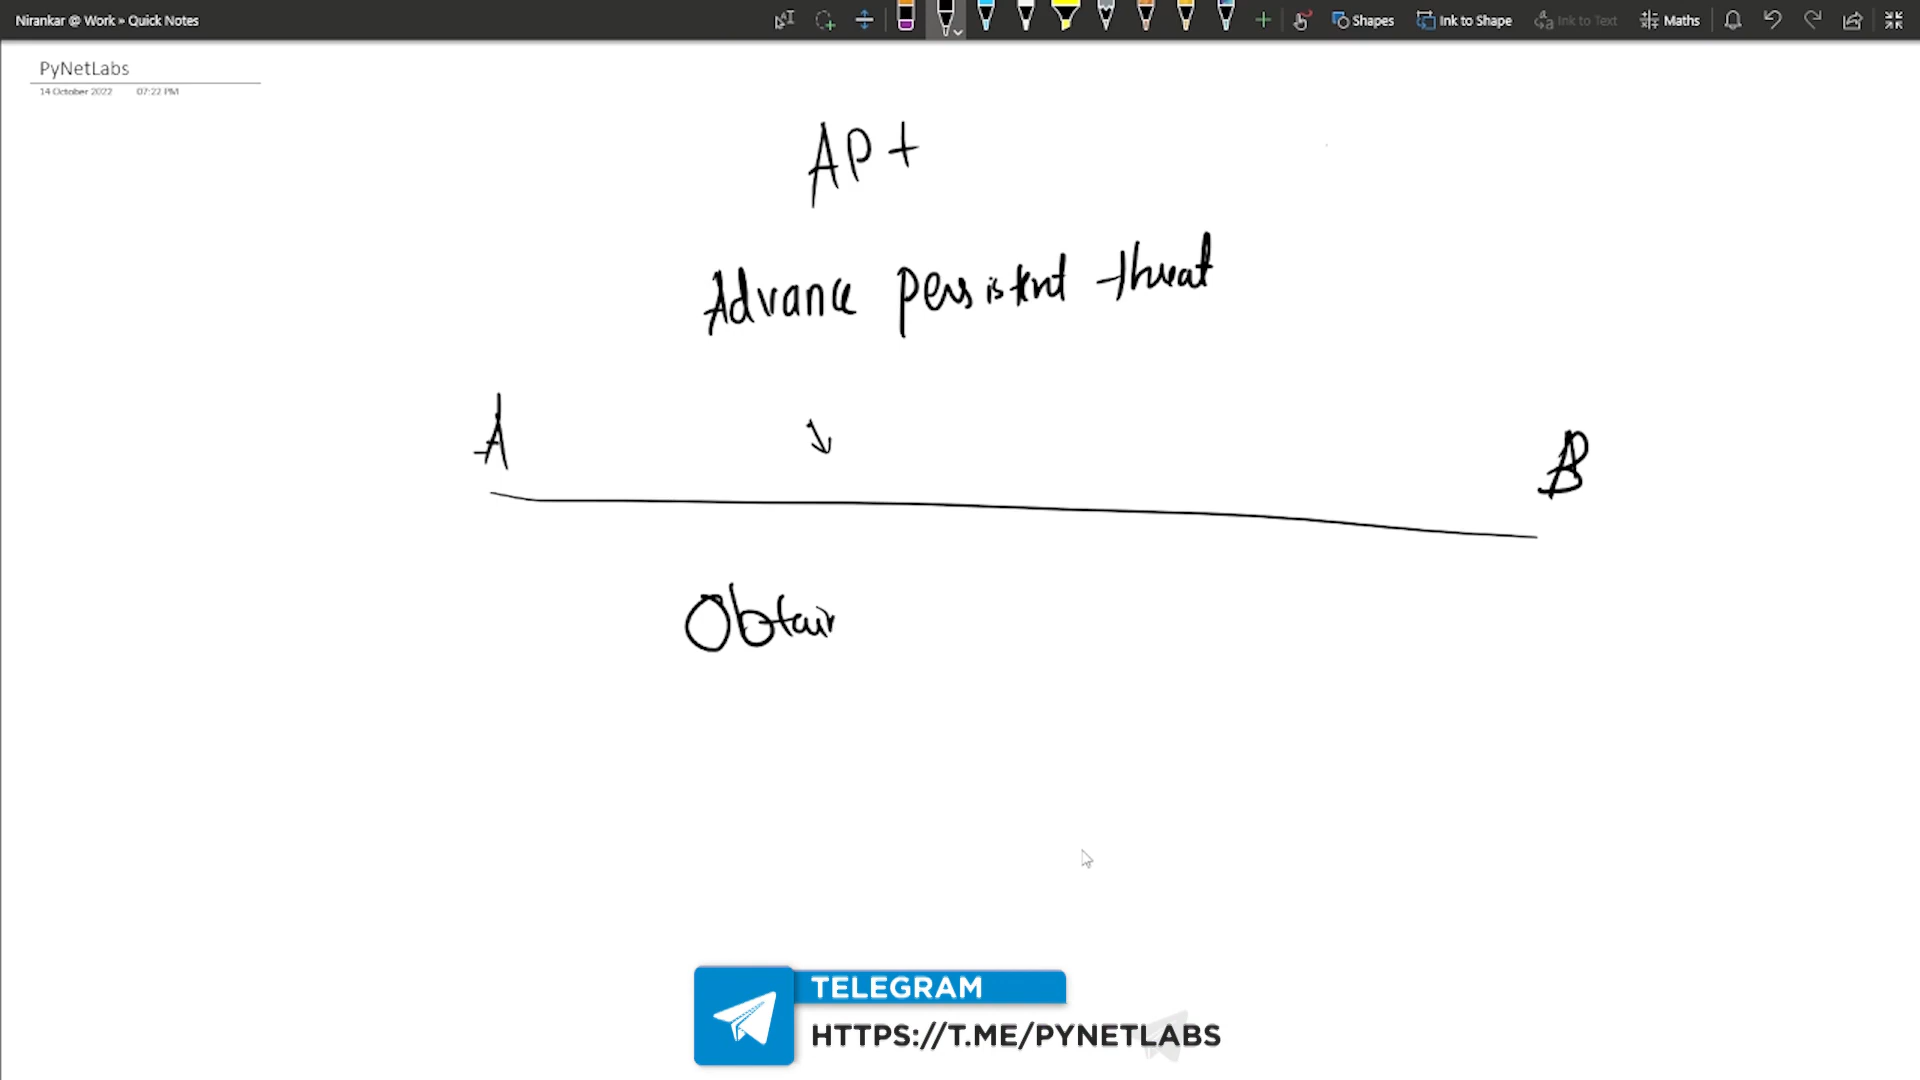 Nirankar @ Work » Quick Notes
Shapes Ink to Shape Ink to Text Maths
PyNetLabs
14 October 2022 07:22 PM
APt
Advance persistent threat
A B
Obtain
TELEGRAM
HTTPS://T.ME/PYNETLABS